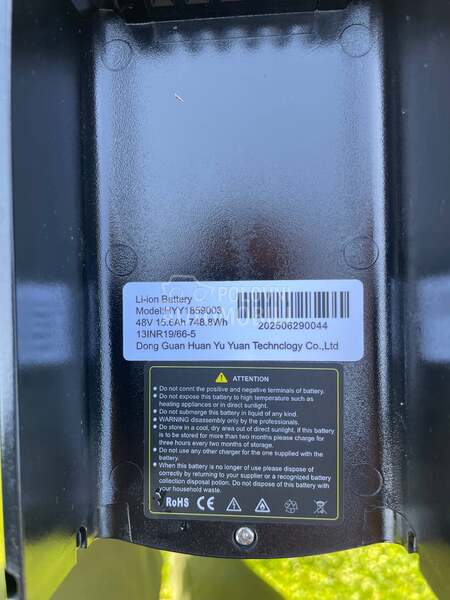 Li-ion Battery
Model:HYY1859003
48V 15.6Ah 748.8Wh
202506290044
13INR19/66-5
Dong Guan Huan Yu Yuan Technclogy Co.,Ltd
ATTENTION
Do not connt the positive and negative terminals of battery.
Do not expose this battery to high temperature such as
heating appliances or in direct sunlight.
Do not submerge this battery in liquid of any kind.
WARNING disassembly only by the professionals.
Do store in a cool, dry area out of direct sunlight, if this battery
is to be stored for more than two months please charge for
three hours every two months of storage.
Do not use any other charger for the one supplied with the
battery.
When this battery is no longer of use please dispose of
correctly by returning to your supplier or a recognized battery
collection disposl potion. Do not dispose of this battery with
your household waste.
RoHS CE